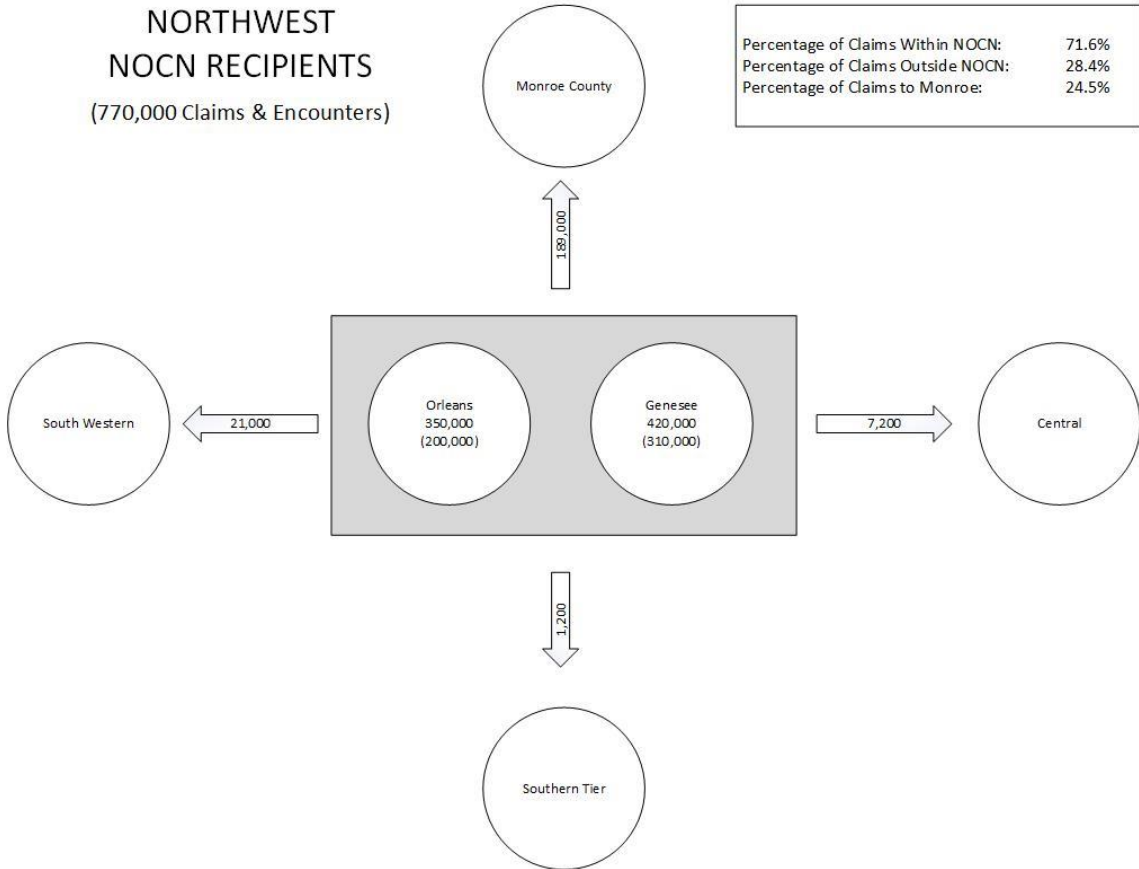 NORTHWEST
NOCN RECIPIENTS
(770,000 Claims & Encounters)
Percentage of Claims Within NOCN: 71.6%
Percentage of Claims Outside NOCN: 28.4%
Percentage of Claims to Monroe: 24.5%
Monroe County
189,000
South Western
21,000
Orleans
350,000
(200,000)
Genesee
420,000
(310,000)
7,200
Central
1,200
Southern Tier